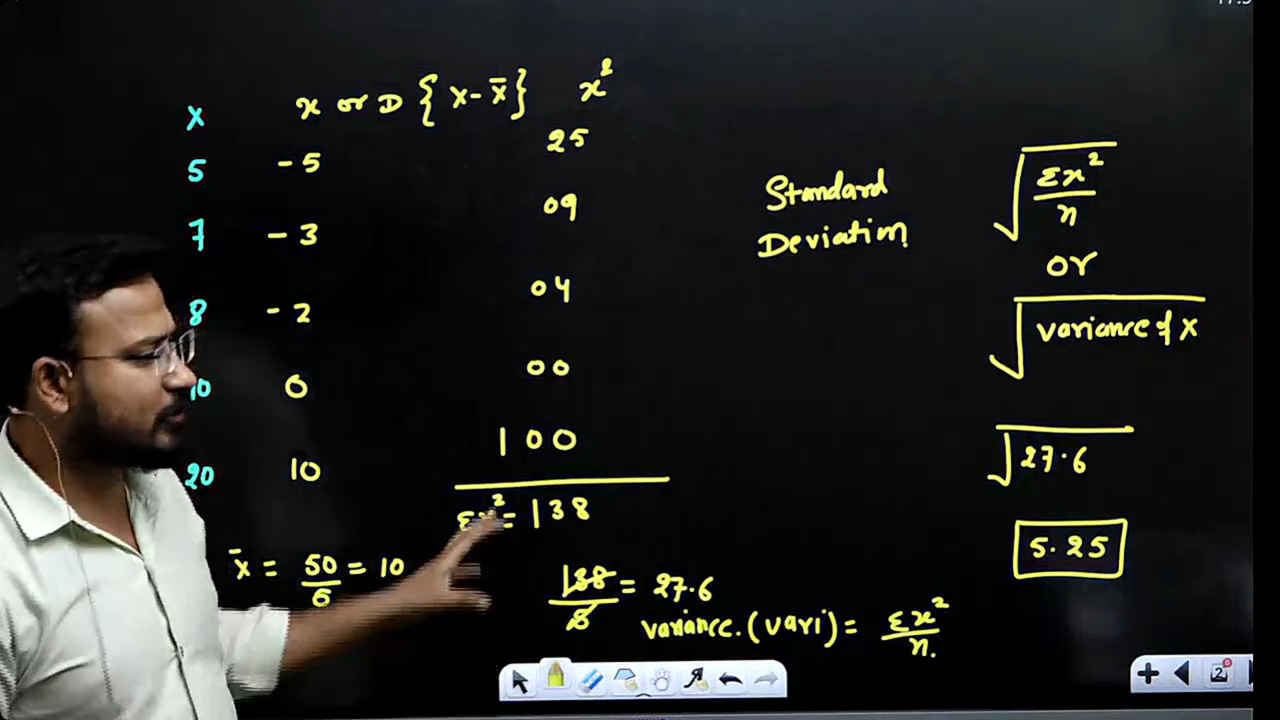 X x or D { X - x̄ } x²
5 -5 25
7 -3 09
8 -2 04
10 0 00
20 10 100
Σx² = 138
x̄ = 50/5 = 10
138/5 = 27.6
variance. (vari) = Σx²/n.
Standard
Deviation
√(Σx²/n)
or
√(variance of X)
√27.6
5.25
2